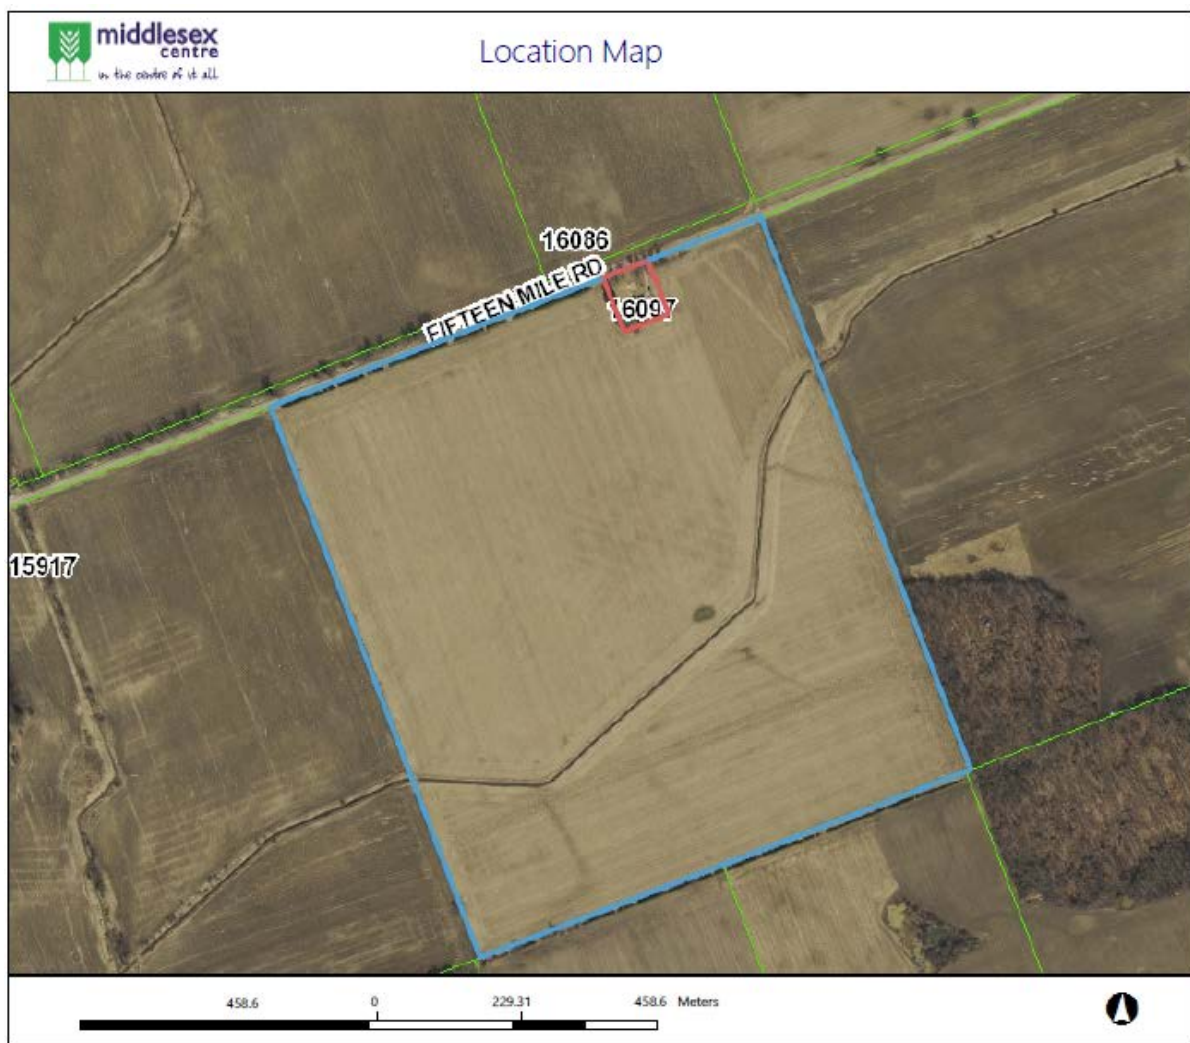 middlesex
centre
in the centre of it all
Location Map
16086
FIFTEEN MILE RD
16097
15917
458.6 0 229.31 458.6 Meters